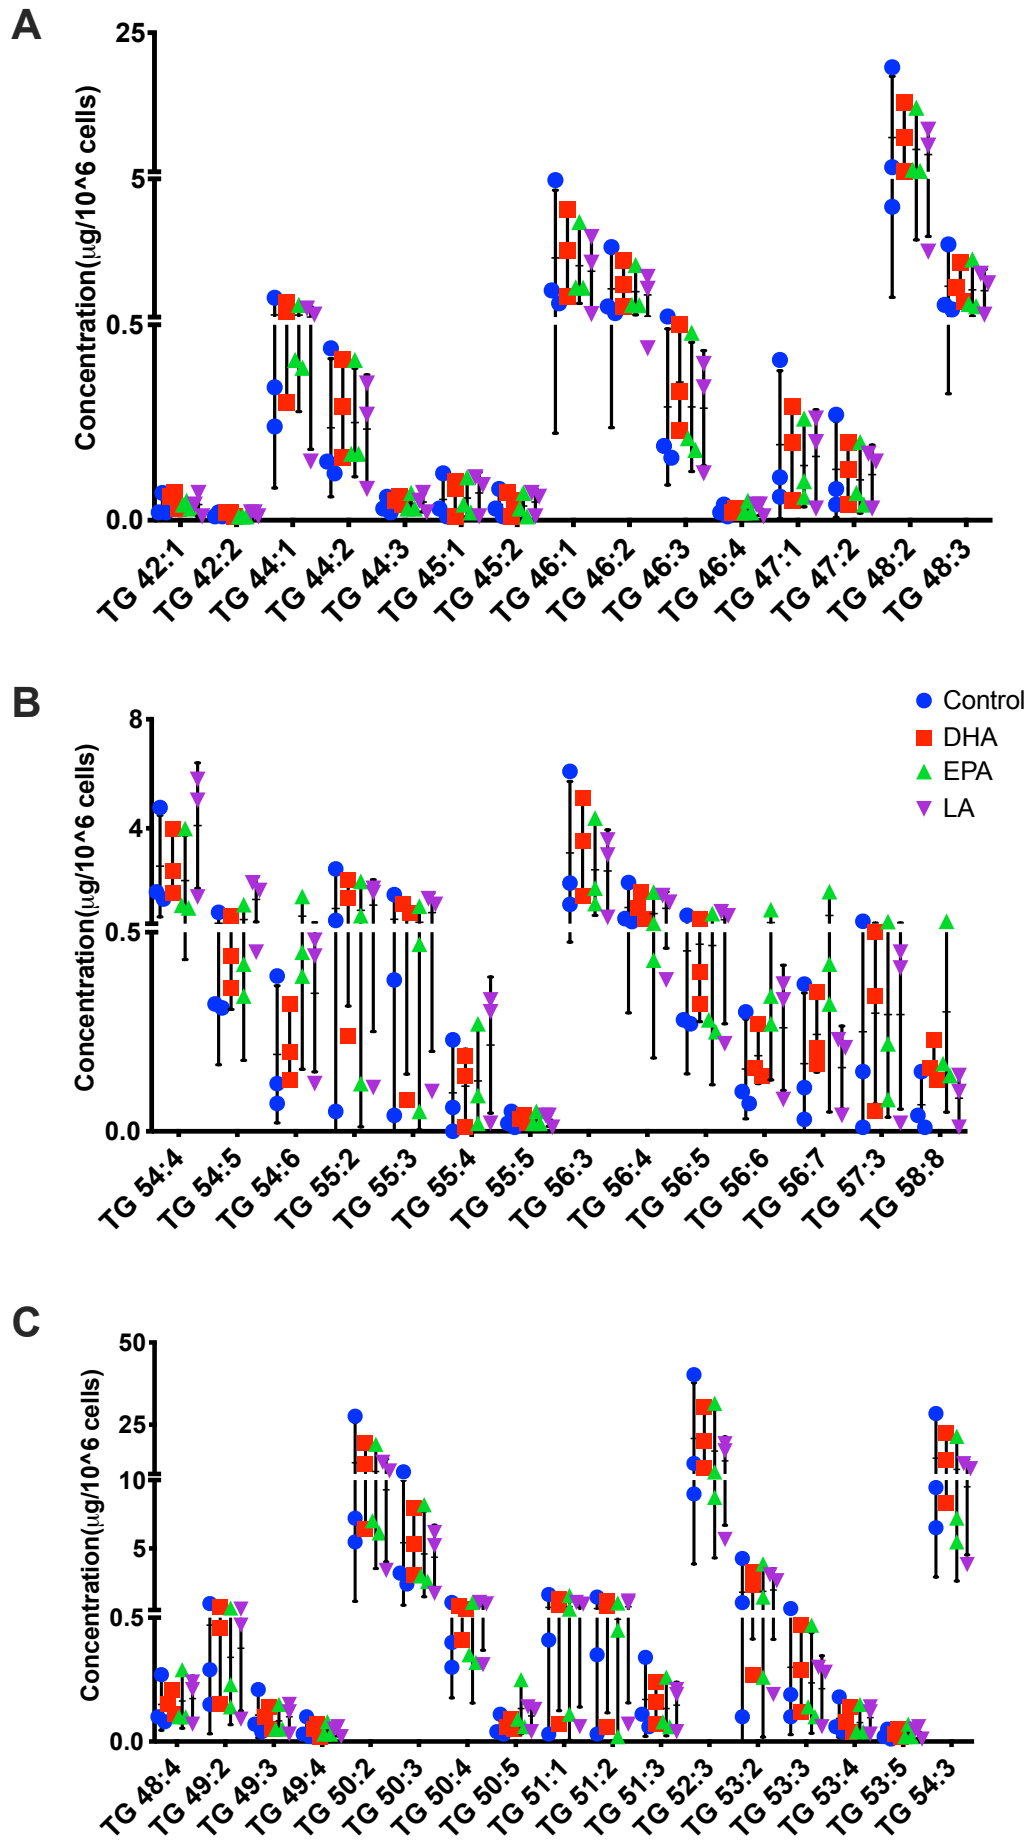 A
25
5
0.5
0.0
Concentration(μg/10^6 cells)
TG 42:1
TG 42:2
TG 44:1
TG 44:2
TG 44:3
TG 45:1
TG 45:2
TG 46:1
TG 46:2
TG 46:3
TG 46:4
TG 47:1
TG 47:2
TG 48:2
TG 48:3
B
8
4
0.5
0.0
Concentration(μg/10^6 cells)
Control
DHA
EPA
LA
TG 54:4
TG 54:5
TG 54:6
TG 55:2
TG 55:3
TG 55:4
TG 55:5
TG 56:3
TG 56:4
TG 56:5
TG 56:6
TG 56:7
TG 57:3
TG 58:8
C
50
25
10
5
0.5
0.0
Concentration(μg/10^6 cells)
TG 48:4
TG 49:2
TG 49:3
TG 49:4
TG 50:2
TG 50:3
TG 50:4
TG 50:5
TG 51:1
TG 51:2
TG 51:3
TG 52:3
TG 53:2
TG 53:3
TG 53:4
TG 53:5
TG 54:3